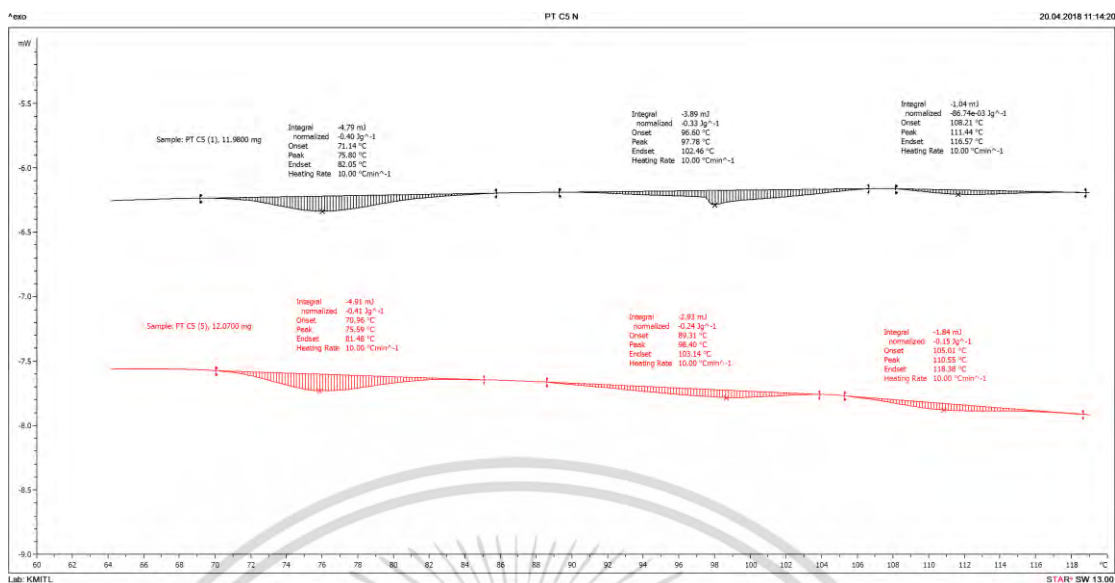 ^exo
PT C5 N
20.04.2018 11:14:20
mW
Sample: PT C5 (1), 11.9800 mg
Integral -4.79 mJ
normalized -0.40 Jg^-1
Onset 71.14 °C
Peak 75.80 °C
Endset 82.05 °C
Heating Rate 10.00 °Cmin^-1
Integral -3.89 mJ
normalized -0.33 Jg^-1
Onset 96.60 °C
Peak 97.78 °C
Endset 102.46 °C
Heating Rate 10.00 °Cmin^-1
Integral -1.04 mJ
normalized -86.74e-03 Jg^-1
Onset 108.21 °C
Peak 111.44 °C
Endset 116.57 °C
Heating Rate 10.00 °Cmin^-1
Sample: PT C5 (5), 12.0700 mg
Integral -4.91 mJ
normalized -0.41 Jg^-1
Onset 70.96 °C
Peak 75.59 °C
Endset 81.48 °C
Heating Rate 10.00 °Cmin^-1
Integral -2.93 mJ
normalized -0.24 Jg^-1
Onset 89.31 °C
Peak 98.40 °C
Endset 103.14 °C
Heating Rate 10.00 °Cmin^-1
Integral -1.84 mJ
normalized -0.15 Jg^-1
Onset 105.01 °C
Peak 110.55 °C
Endset 118.38 °C
Heating Rate 10.00 °Cmin^-1
-5.5
-6.0
-6.5
-7.0
-7.5
-8.0
-8.5
-9.0
60 62 64 66 68 70 72 74 76 78 80 82 84 86 88 90 92 94 96 98 100 102 104 106 108 110 112 114 116 118 °C
Lab: KMITL
STAR^e SW 13.00